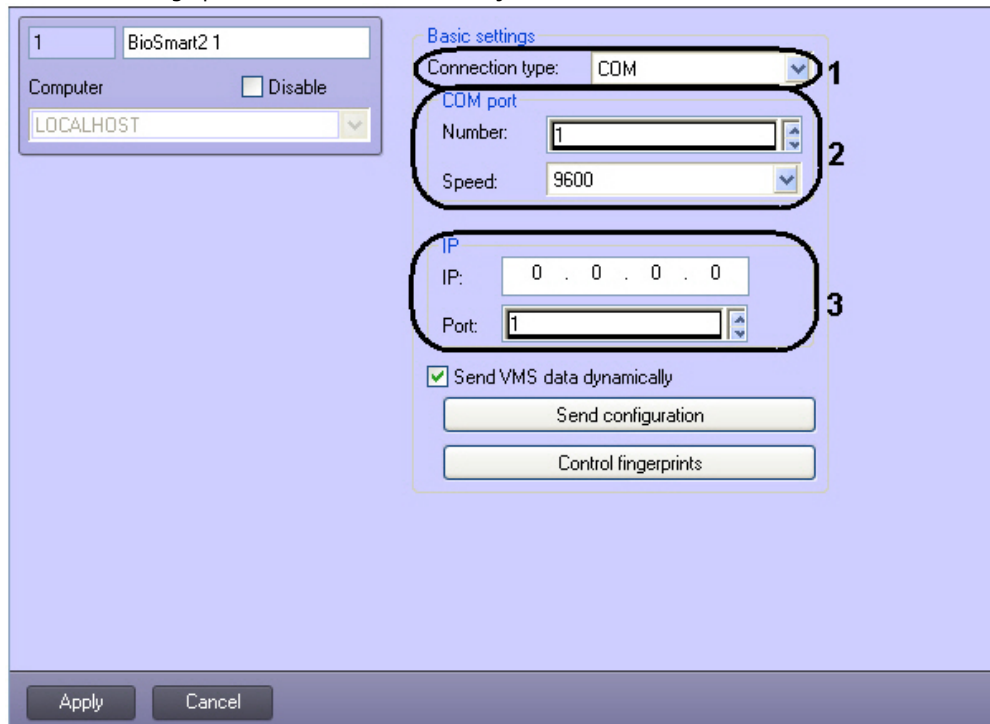 1 BioSmart2 1
Computer Disable
LOCALHOST
Basic settings
Connection type: COM 1
COM port
Number: 1
Speed: 9600
2
IP
IP: 0 . 0 . 0 . 0
Port: 1
3
Send VMS data dynamically
Send configuration
Control fingerprints
Apply Cancel